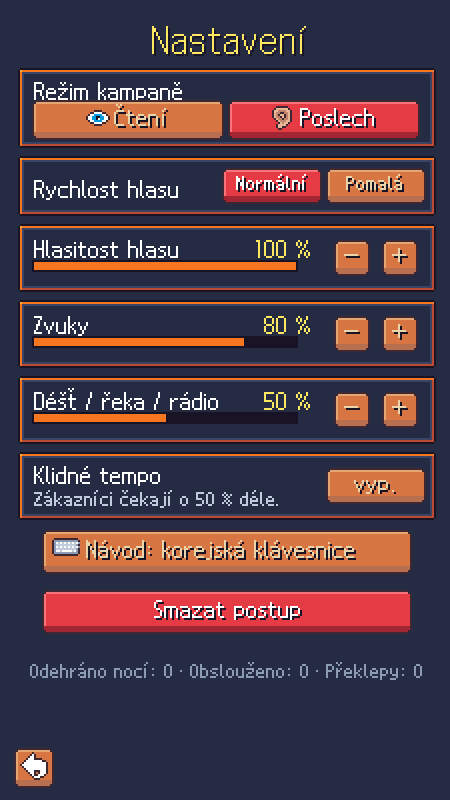 Nastavení
Režim kampaně
Čtení
Poslech
Rychlost hlasu
Normální
Pomalá
Hlasitost hlasu 100 %
− +
Zvuky 80 %
− +
Déšť / řeka / rádio 50 %
− +
Klidné tempo
Zákazníci čekají o 50 % déle.
vyp.
Návod: korejská klávesnice
Smazat postup
Odehráno nocí: 0 · Obslouženo: 0 · Překlepy: 0